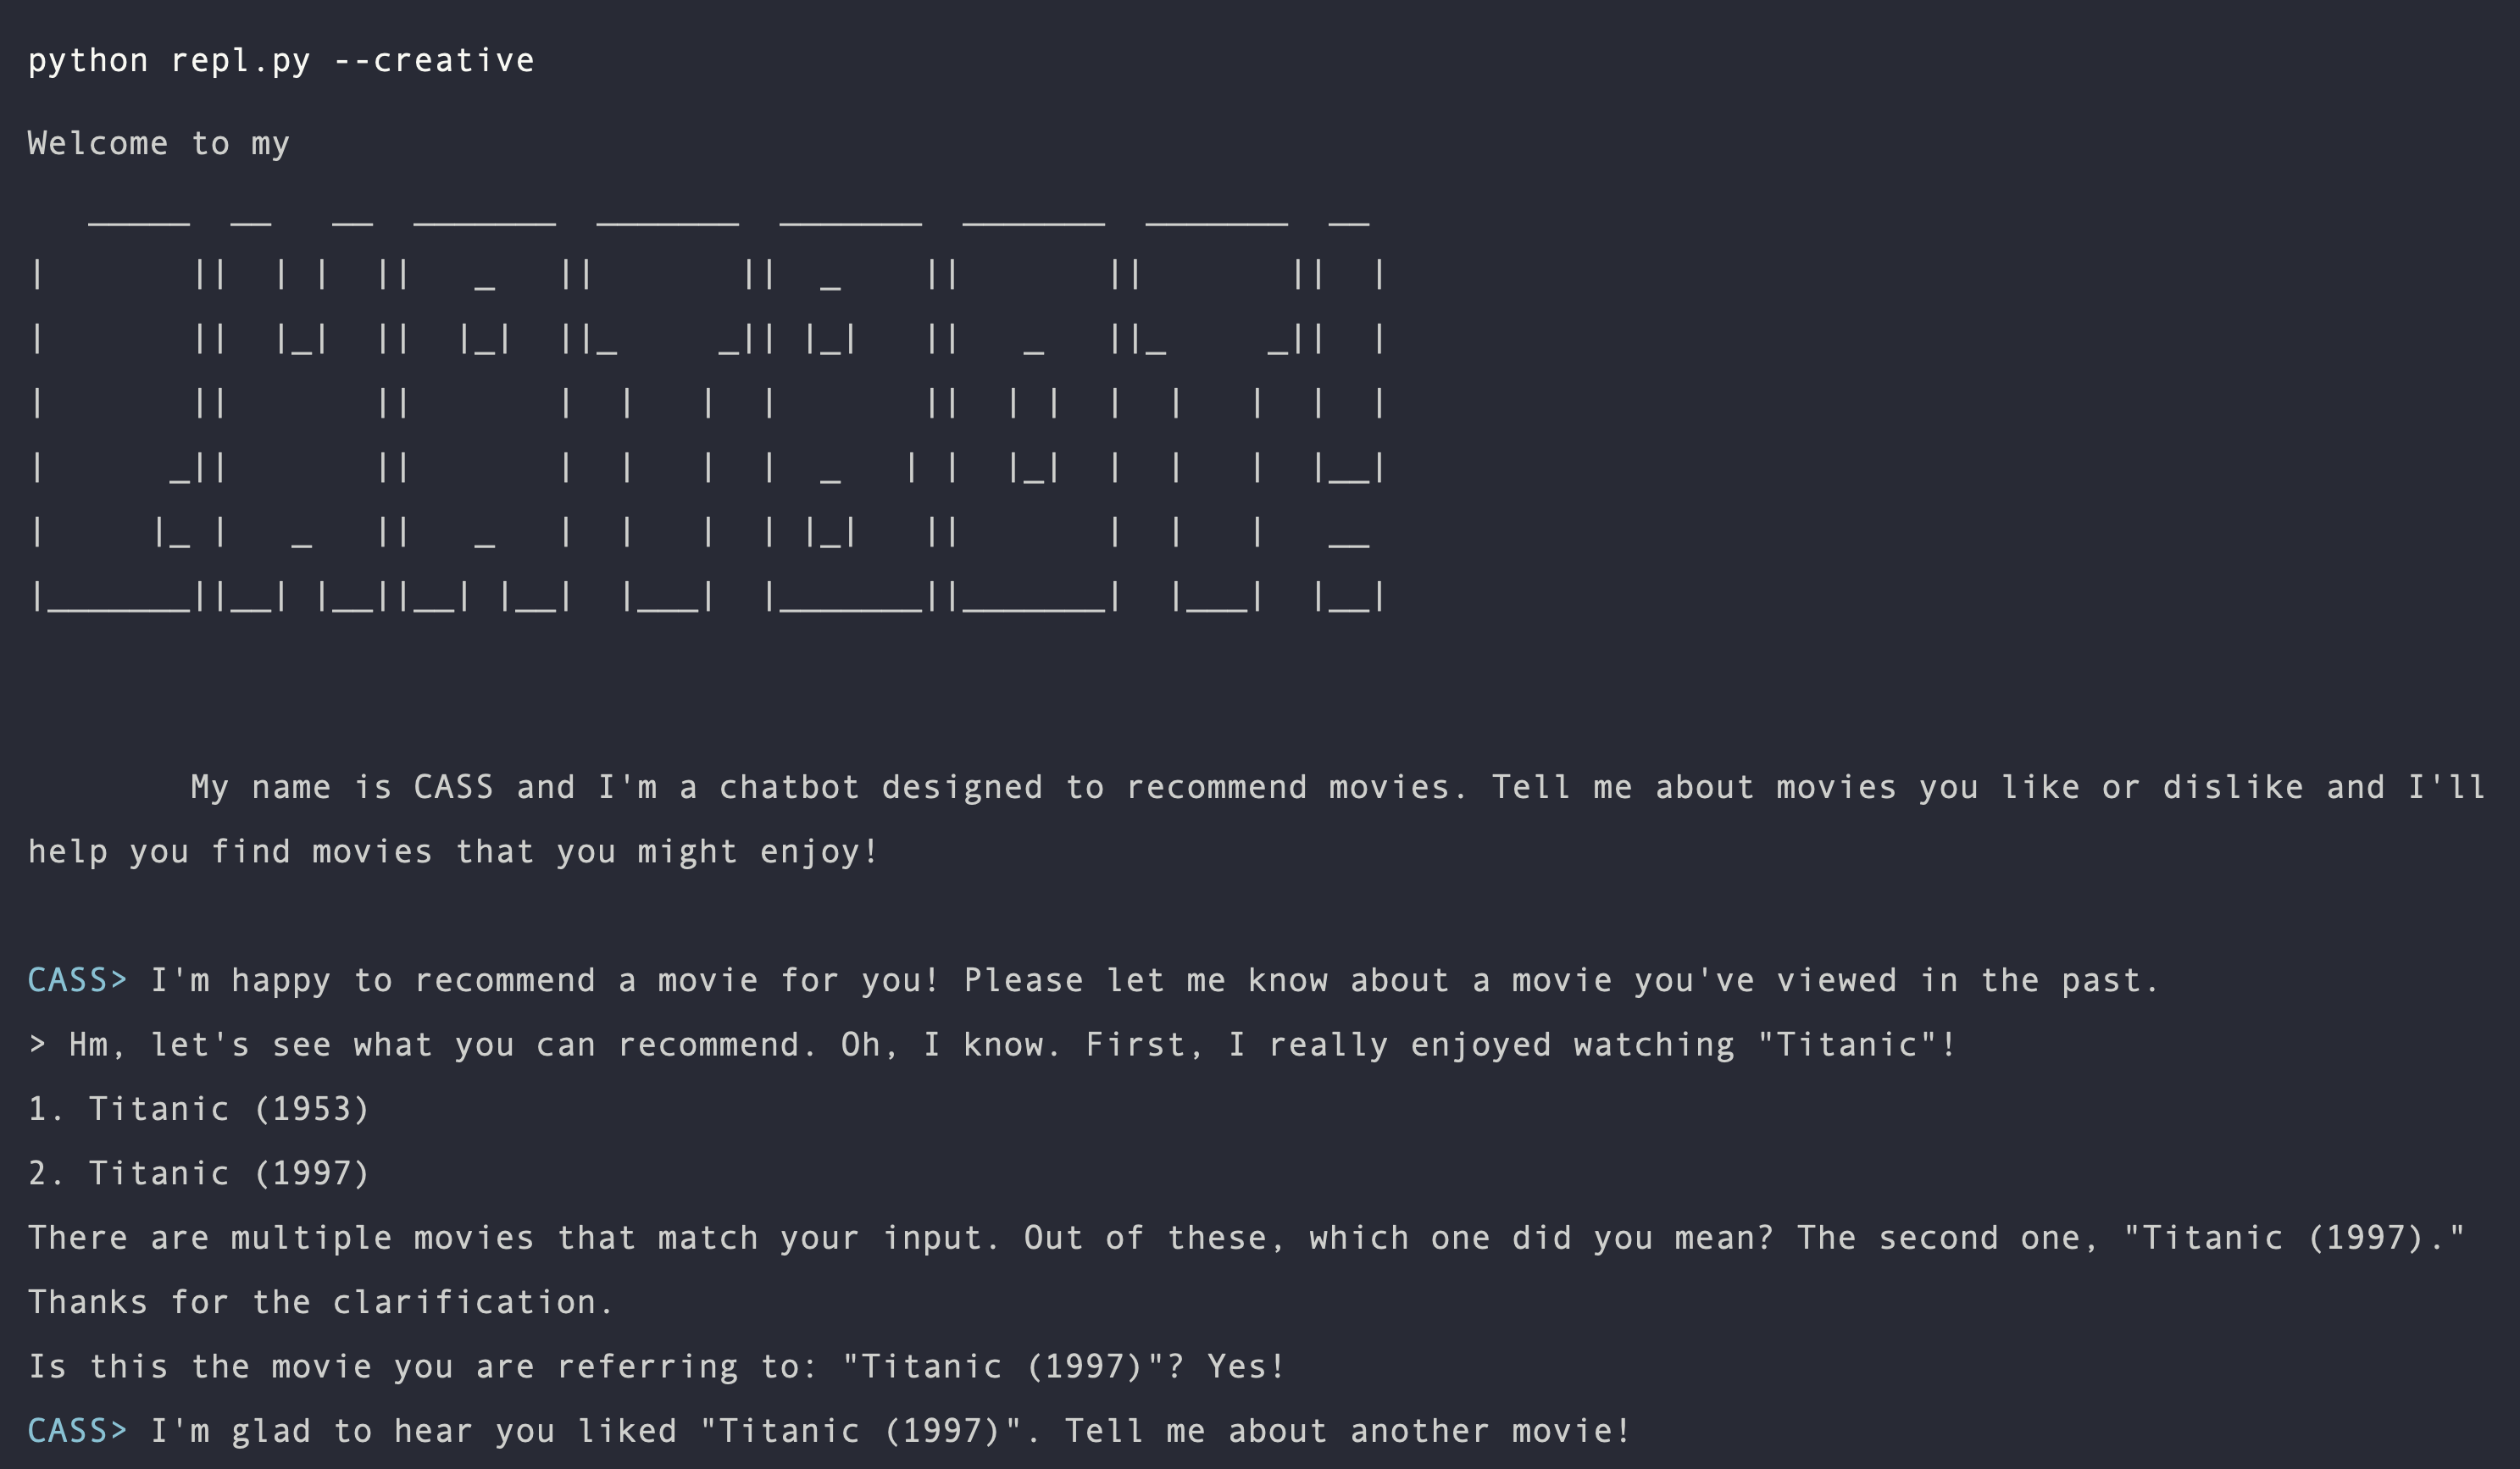 python repl.py --creative
Welcome to my
CHATBOT!
My name is CASS and I'm a chatbot designed to recommend movies. Tell me about movies you like or dislike and I'll
help you find movies that you might enjoy!
CASS> I'm happy to recommend a movie for you! Please let me know about a movie you've viewed in the past.
> Hm, let's see what you can recommend. Oh, I know. First, I really enjoyed watching "Titanic"!
1. Titanic (1953)
2. Titanic (1997)
There are multiple movies that match your input. Out of these, which one did you mean? The second one, "Titanic (1997)."
Thanks for the clarification.
Is this the movie you are referring to: "Titanic (1997)"? Yes!
CASS> I'm glad to hear you liked "Titanic (1997)". Tell me about another movie!